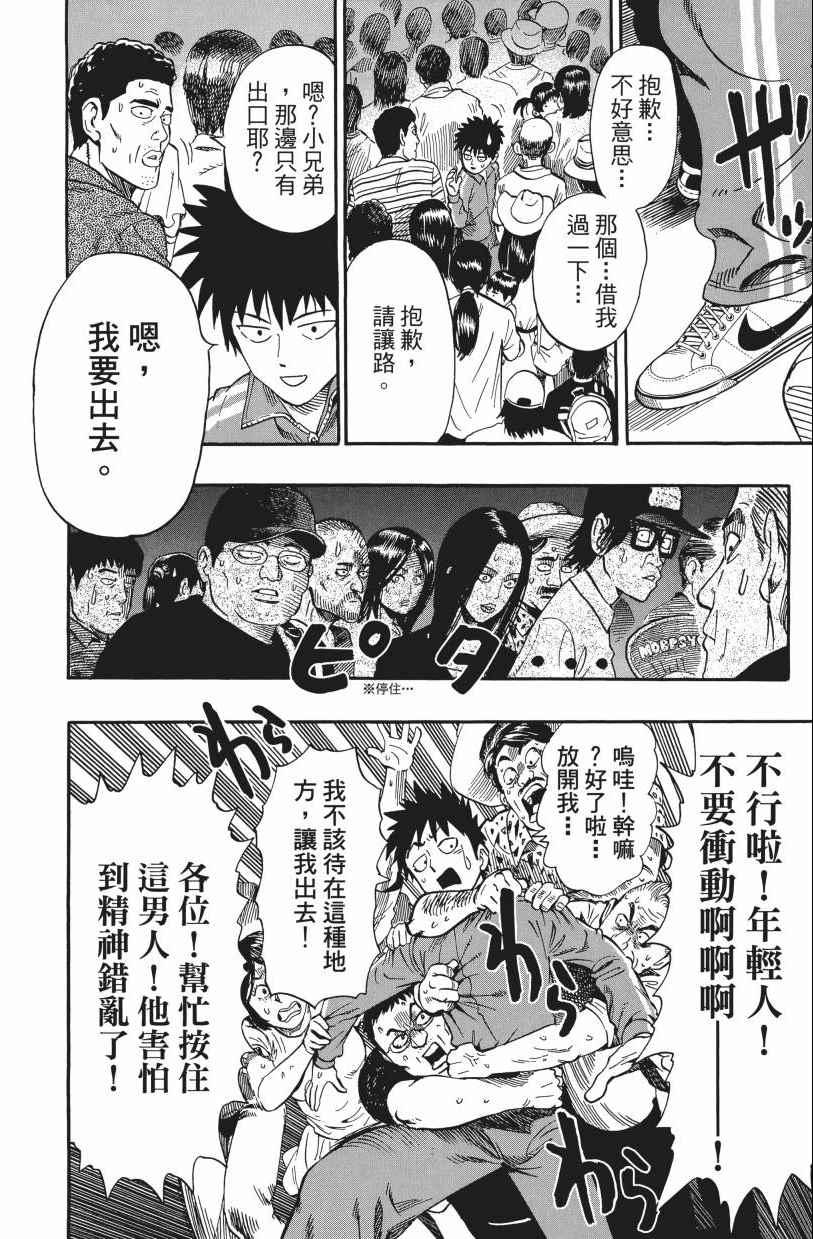 ザッ
抱歉…
不好意思…
那個…借我
過一下…
抱歉，
請讓路。
嗯？小兄弟
，那邊只有
出口耶？
嗯，
我要出去。
MOBPSYC
ピタ
※停住…
不行啦！年輕人！
不要衝動啊啊啊——！
嗚哇！幹嘛
？好了啦…
放開我…
わら
我不該待在這種地
方，讓我出去！
わら
各位！幫忙按住
這男人！他害怕
到精神錯亂了！